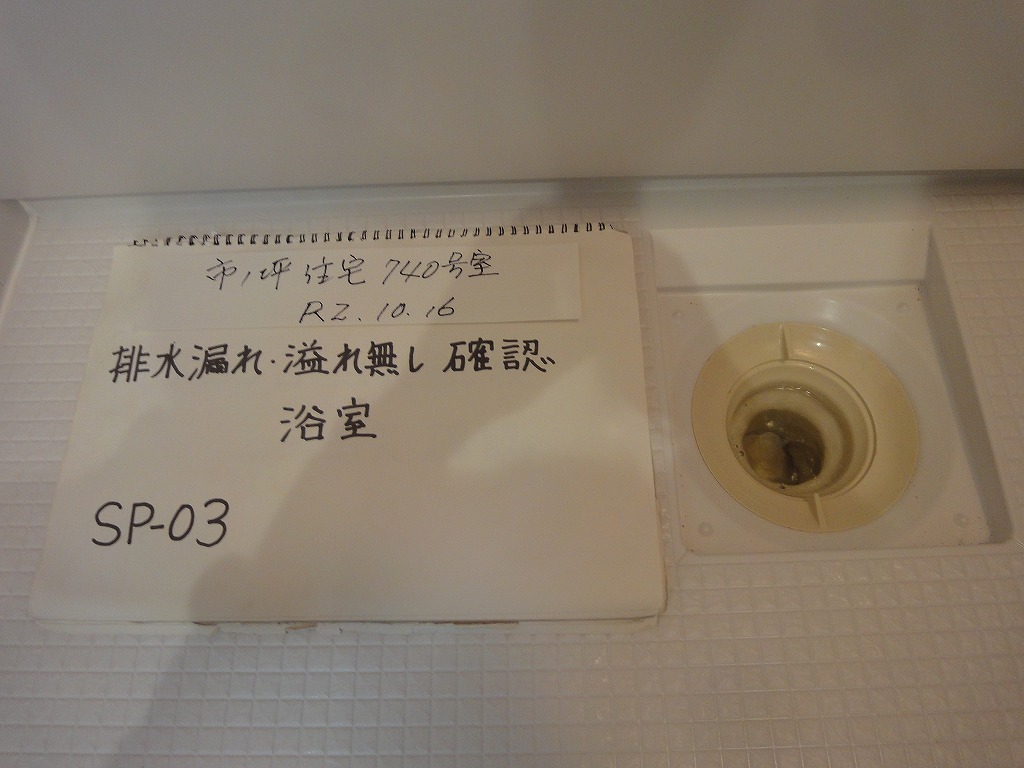 市ノ坪住宅 740号室
R2.10.16
排水漏れ・溢れ無し 確認
浴室
SP-03